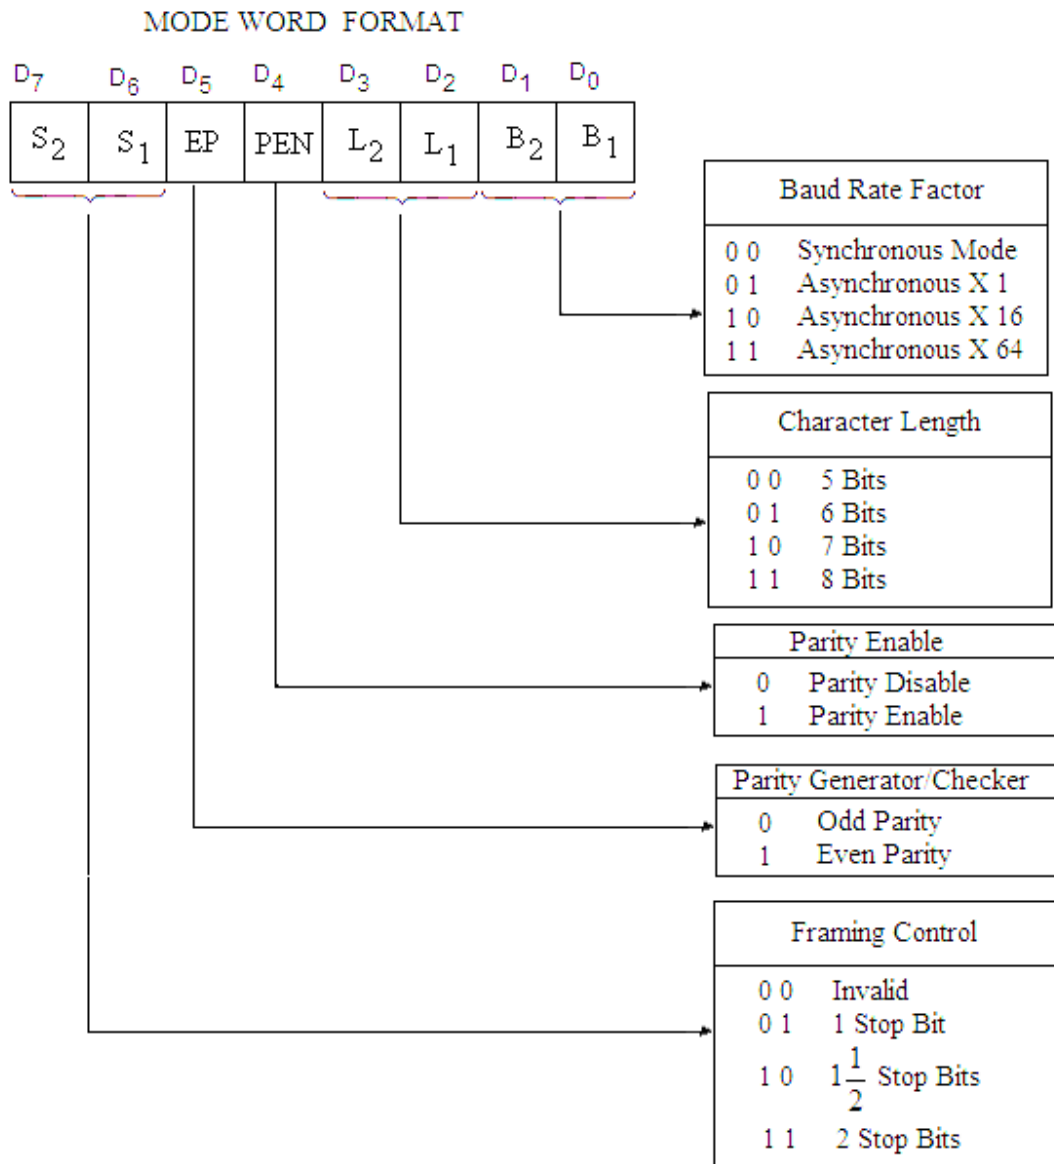 MODE WORD FORMAT
D7 D6 D5 D4 D3 D2 D1 D0
S2 S1 EP PEN L2 L1 B2 B1
Baud Rate Factor
0 0 Synchronous Mode
0 1 Asynchronous X 1
1 0 Asynchronous X 16
1 1 Asynchronous X 64
Character Length
0 0 5 Bits
0 1 6 Bits
1 0 7 Bits
1 1 8 Bits
Parity Enable
0 Parity Disable
1 Parity Enable
Parity Generator/Checker
0 Odd Parity
1 Even Parity
Framing Control
0 0 Invalid
0 1 1 Stop Bit
1 0 1 1/2 Stop Bits
1 1 2 Stop Bits